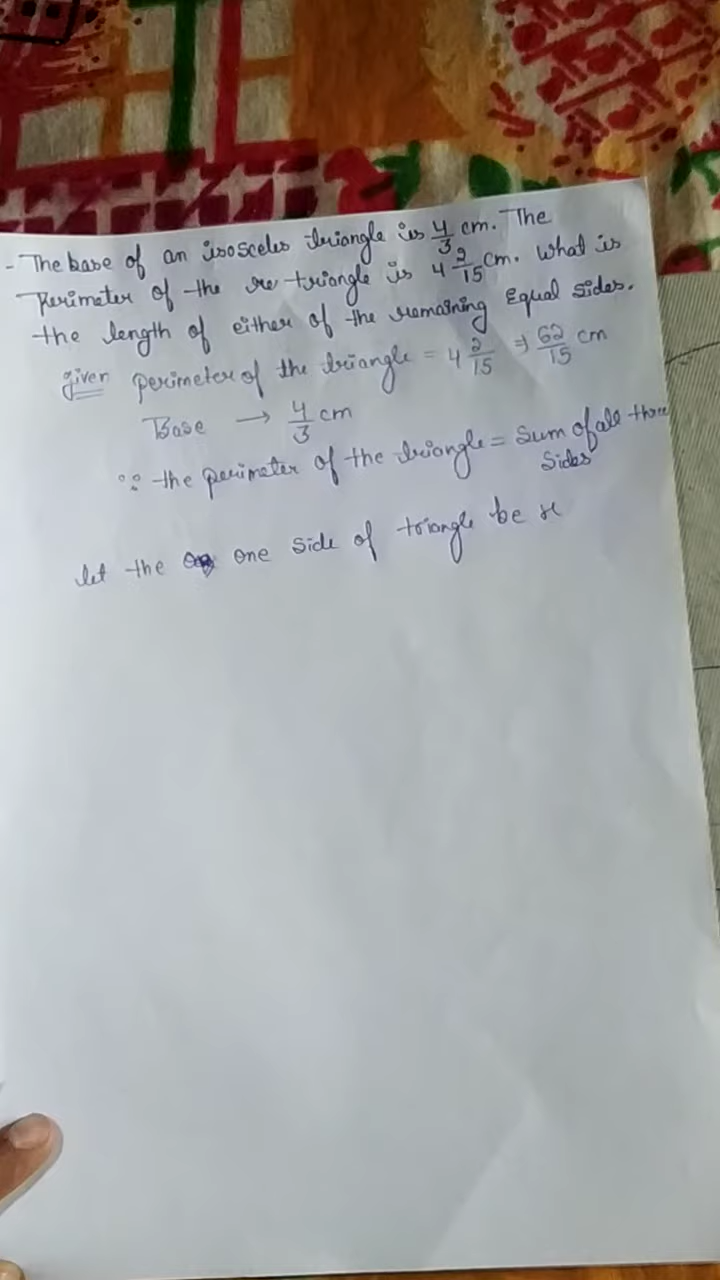 - The base of an isosceles triangle is 4/3 cm. The
Perimeter of the triangle is 4 2/15 cm. What is
the length of either of the remaning Equal Sides.
given perimeter of the triangle = 4 2/15 ⇒ 62/15 cm
Base → 4/3 cm
∵ the perimeter of the triangle = Sum of all three
Sides
let the one side of triangle be x